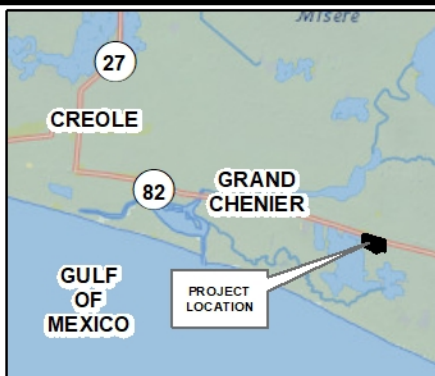 Misere
27
CREOLE
82
GRAND
CHENIER
GULF
OF
MEXICO
PROJECT
LOCATION